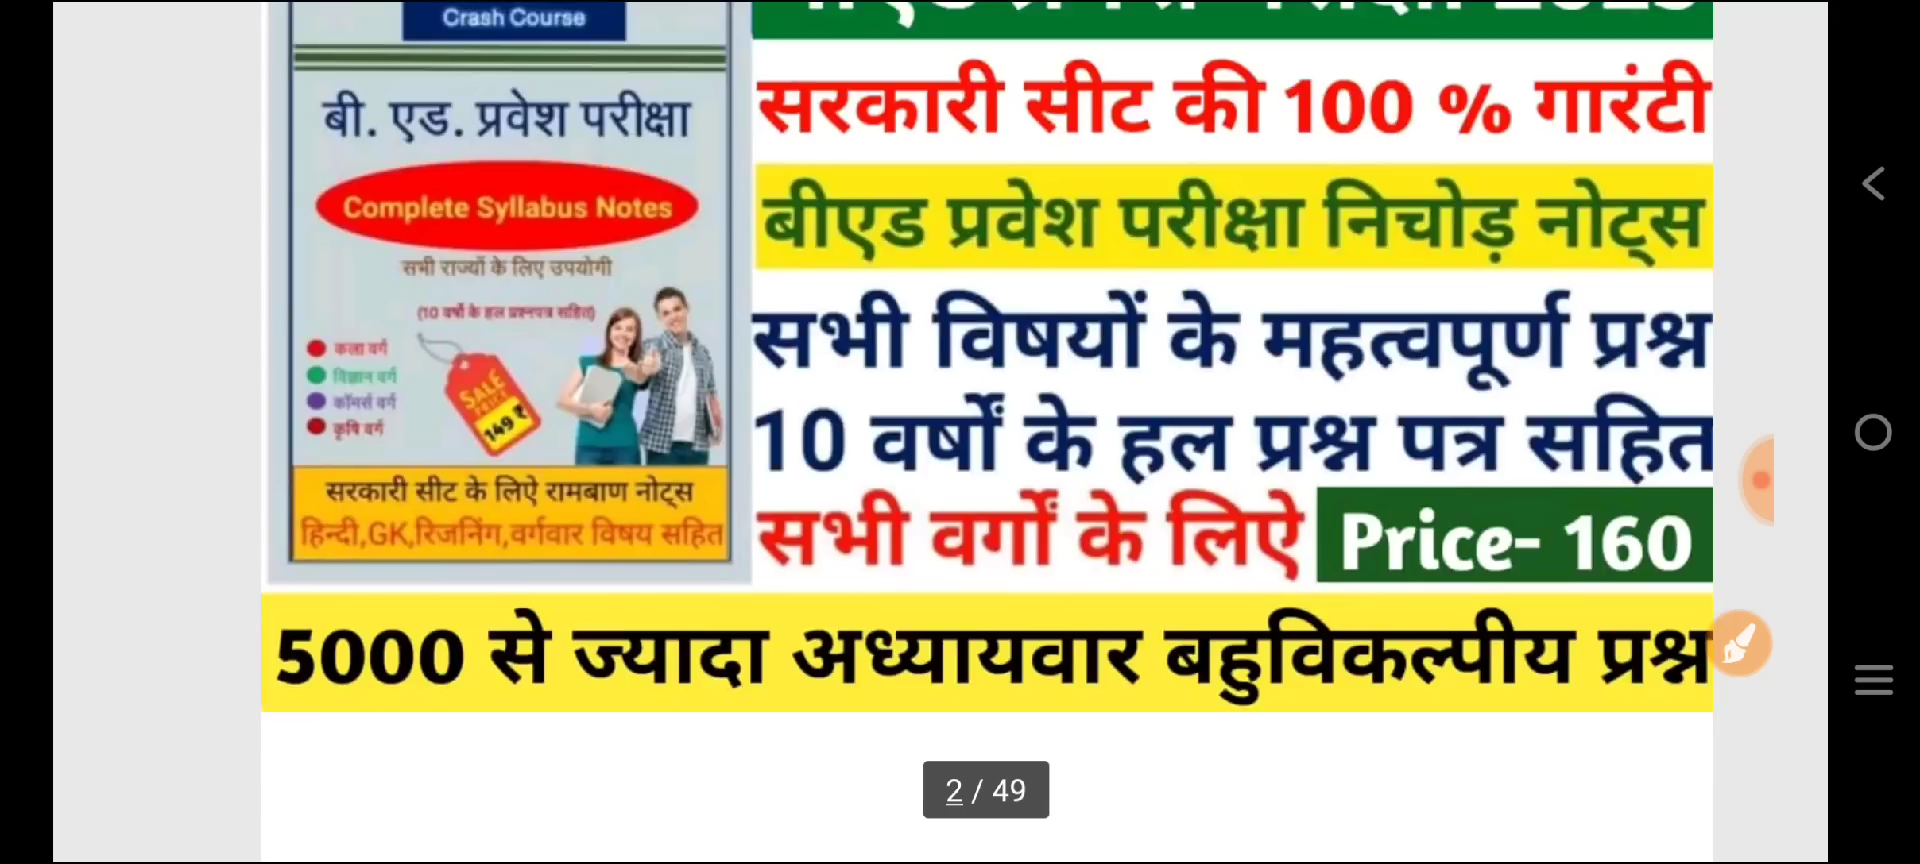 Crash Course
बी. एड. प्रवेश परीक्षा
Complete Syllabus Notes
सभी राज्यों के लिए उपयोगी
(10 वर्षो के हल प्रश्नपत्र सहित)
कला वर्ग
विज्ञान वर्ग
कॉमर्स वर्ग
कृषि वर्ग
SALE
PRICE
149 ₹
सरकारी सीट के लिऐ रामबाण नोट्स
हिन्दी,GK,रिजनिंग,वर्गवार विषय सहित
सरकारी सीट की 100 % गारंटी
बीएड प्रवेश परीक्षा निचोड़ नोट्स
सभी विषयों के महत्वपूर्ण प्रश्न
10 वर्षों के हल प्रश्न पत्र सहित
सभी वर्गों के लिऐ Price- 160
5000 से ज्यादा अध्यायवार बहुविकल्पीय प्रश्न
2 / 49